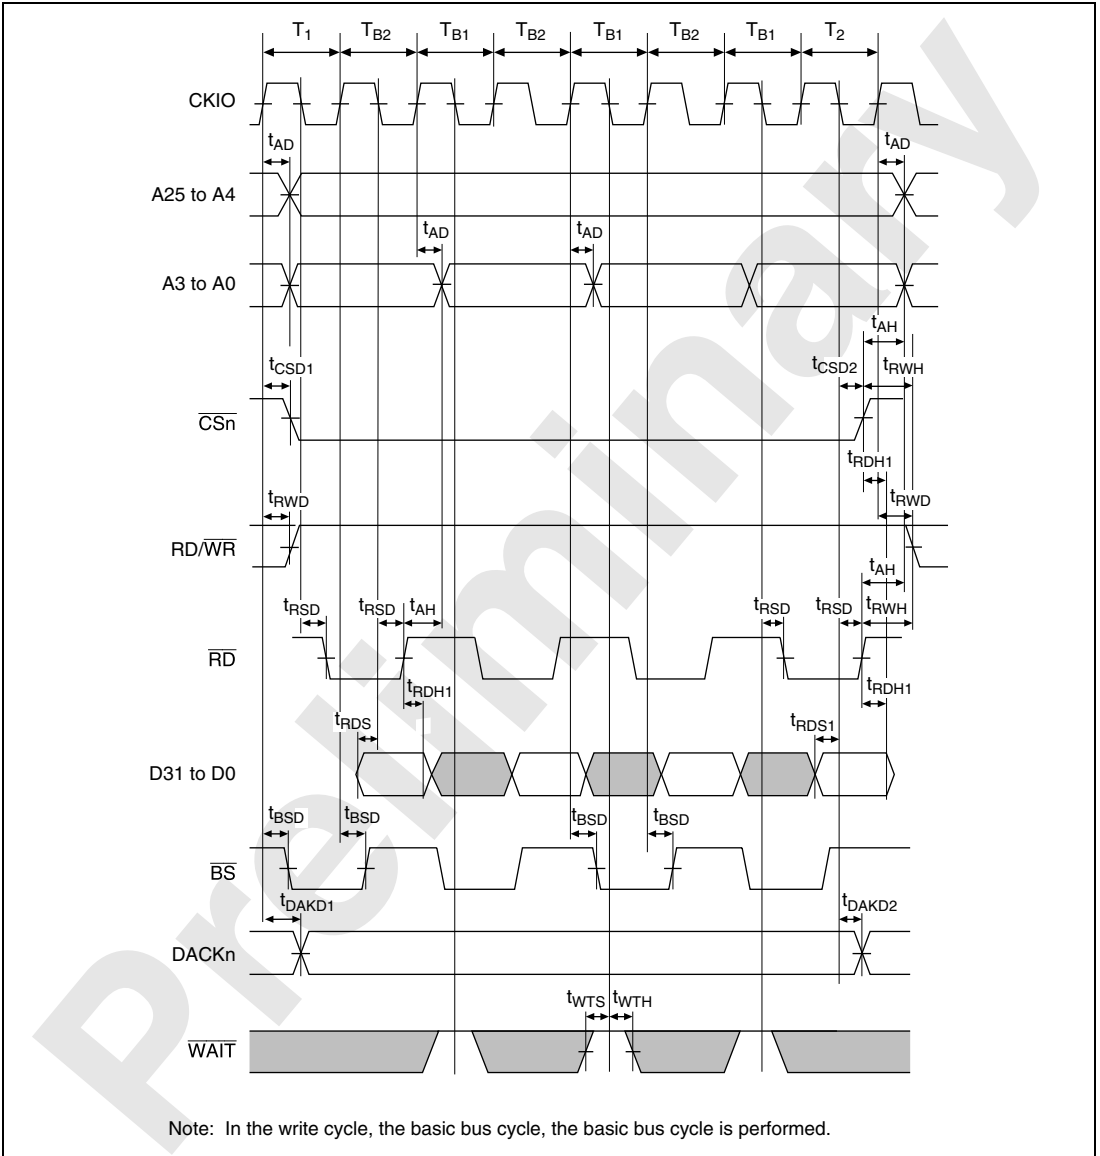 T1 TB2 TB1 TB2 TB1 TB2 TB1 T2
CKIO
tAD tAD
A25 to A4
tAD tAD
A3 to A0
tAH
tCSD1 tCSD2 tRWH
CSn
tRDH1
tRWD tRWD
RD/WR
tAH
tRSD tRSD tAH tRSD tRSD tRWH
RD
tRDH1 tRDH1
tRDS tRDS1
D31 to D0
tBSD tBSD tBSD tBSD
BS
tDAKD1 tDAKD2
DACKn
tWTS tWTH
WAIT
Note: In the write cycle, the basic bus cycle, the basic bus cycle is performed.
Preliminary